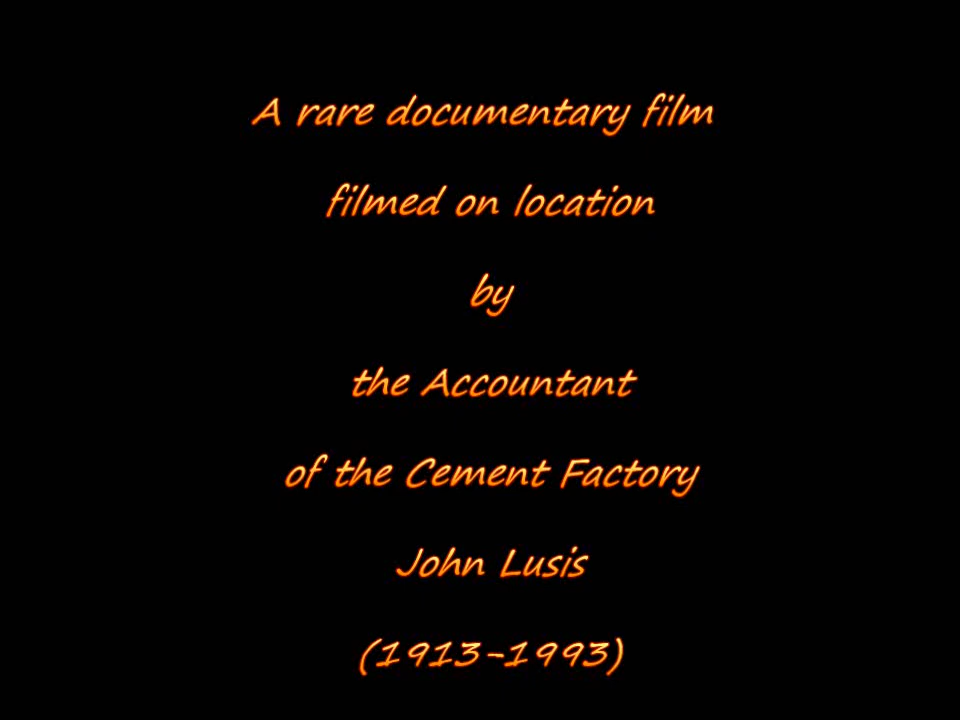 A rare documentary film
filmed on location
by
the Accountant
of the Cement Factory
John Lusis
(1913-1993)